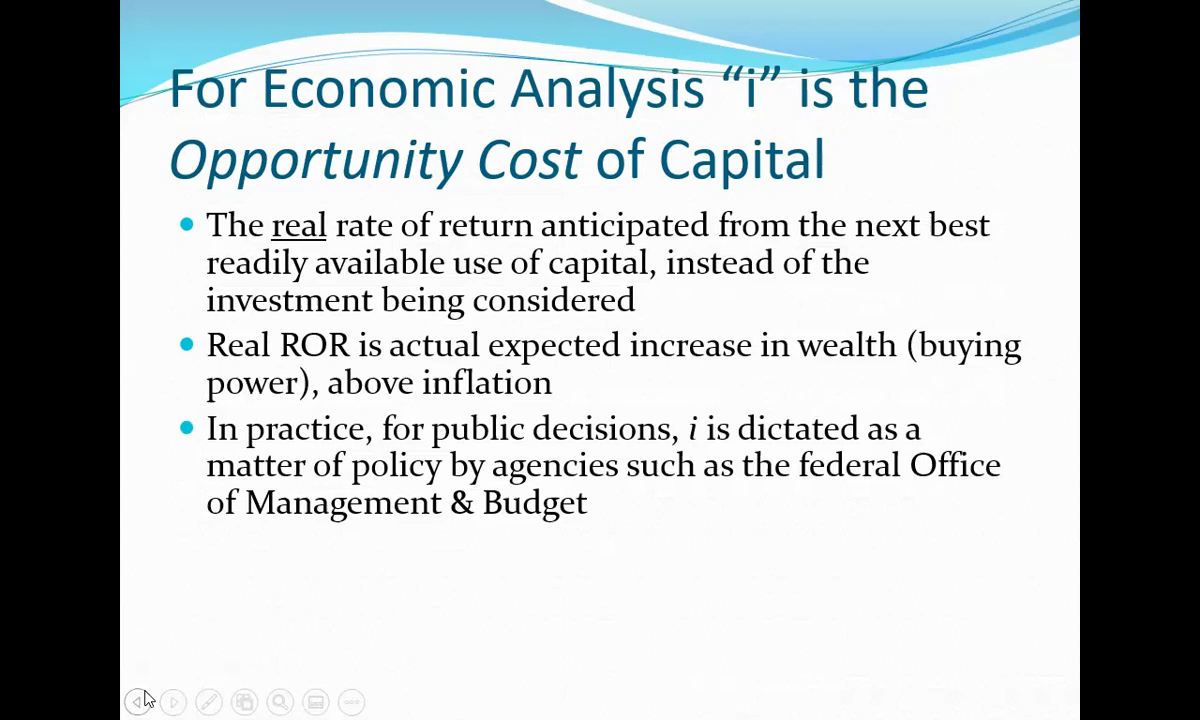 For Economic Analysis “i” is the
Opportunity Cost of Capital
• The real rate of return anticipated from the next best
readily available use of capital, instead of the
investment being considered
• Real ROR is actual expected increase in wealth (buying
power), above inflation
• In practice, for public decisions, i is dictated as a
matter of policy by agencies such as the federal Office
of Management & Budget